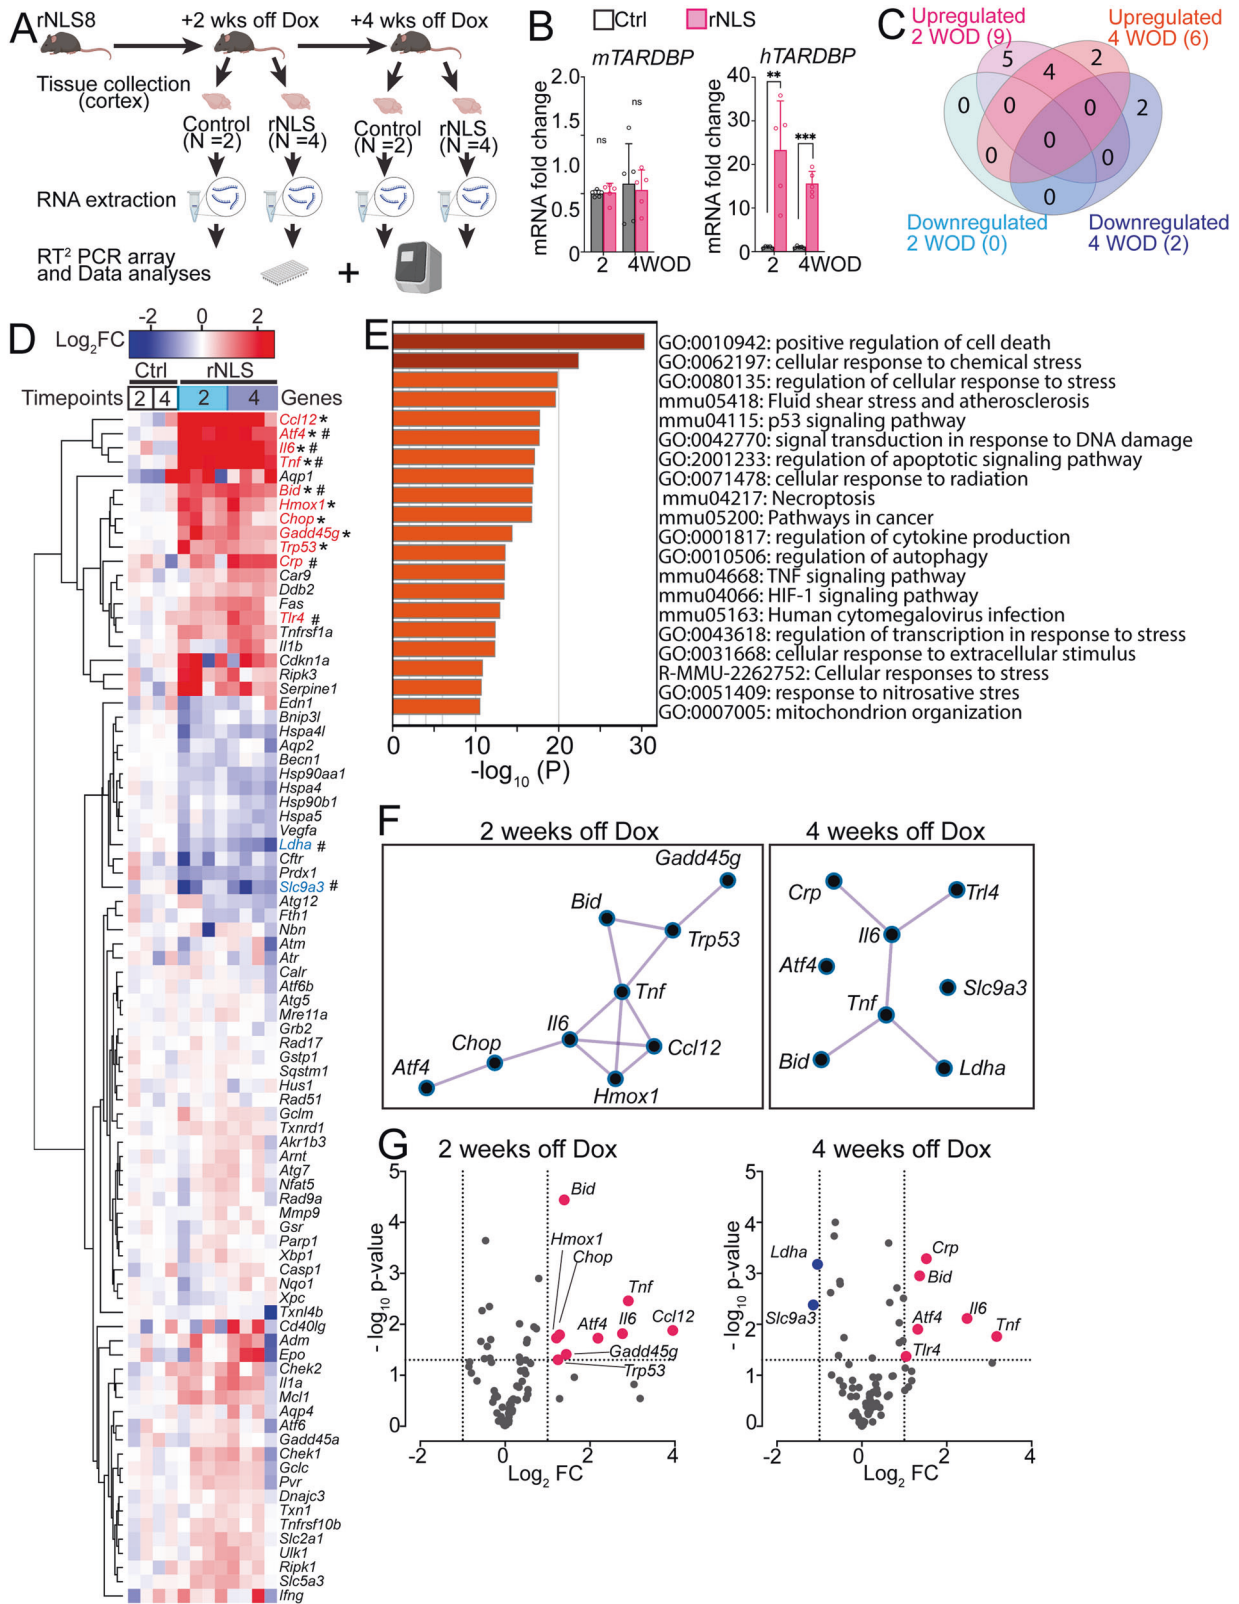 A
rNLS8
+2 wks off Dox
+4 wks off Dox
Tissue collection
(cortex)
Control
(N =2)
rNLS
(N =4)
Control
(N =2)
rNLS
(N =4)
RNA extraction
RT2 PCR array
and Data analyses
+
B
Ctrl
rNLS
mTARDBP
mRNA fold change
2.0
1.5
1.0
0.5
0
ns
ns
2
4WOD
hTARDBP
mRNA fold change
40
30
20
10
0
**
***
2
4WOD
C
Upregulated
2 WOD (9)
Upregulated
4 WOD (6)
5
4
2
0
0
0
2
0
0
0
0
Downregulated
2 WOD (0)
Downregulated
4 WOD (2)
D
Log2FC
-2 0 2
Ctrl
rNLS
Timepoints
2 4 2 4
Genes
Ccl12 *
Atf4 * #
Il6 * #
Tnf * #
Aqp1
Bid * #
Hmox1 *
Chop *
Gadd45g *
Trp53 *
Crp #
Car9
Ddb2
Fas
Tlr4 #
Tnfrsf1a
Il1b
Cdkn1a
Ripk3
Serpine1
Edn1
Bnip3l
Hspa4l
Aqp2
Becn1
Hsp90aa1
Hspa4
Hsp90b1
Hspa5
Vegfa
Ldha #
Cftr
Prdx1
Slc9a3 #
Atg12
Fth1
Nbn
Atm
Atr
Calr
Atf6b
Atg5
Mre11a
Grb2
Rad17
Gstp1
Sqstm1
Hus1
Rad51
Gclm
Txnrd1
Akr1b3
Arnt
Atg7
Nfat5
Rad9a
Mmp9
Gsr
Parp1
Xbp1
Casp1
Nqo1
Xpc
Txnl4b
Cd40lg
Adm
Epo
Chek2
Il1a
Mcl1
Aqp4
Atf6
Gadd45a
Chek1
Gclc
Pvr
Dnajc3
Txn1
Tnfrsf10b
Slc2a1
Ulk1
Ripk1
Slc5a3
Ifng
E
GO:0010942: positive regulation of cell death
GO:0062197: cellular response to chemical stress
GO:0080135: regulation of cellular response to stress
mmu05418: Fluid shear stress and atherosclerosis
mmu04115: p53 signaling pathway
GO:0042770: signal transduction in response to DNA damage
GO:2001233: regulation of apoptotic signaling pathway
GO:0071478: cellular response to radiation
mmu04217: Necroptosis
mmu05200: Pathways in cancer
GO:0001817: regulation of cytokine production
GO:0010506: regulation of autophagy
mmu04668: TNF signaling pathway
mmu04066: HIF-1 signaling pathway
mmu05163: Human cytomegalovirus infection
GO:0043618: regulation of transcription in response to stress
GO:0031668: cellular response to extracellular stimulus
R-MMU-2262752: Cellular responses to stress
GO:0051409: response to nitrosative stres
GO:0007005: mitochondrion organization
0 10 20 30
-log10 (P)
F
2 weeks off Dox
Gadd45g
Bid
Trp53
Tnf
Il6
Chop
Ccl12
Atf4
Hmox1
4 weeks off Dox
Crp
Trl4
Il6
Atf4
Slc9a3
Tnf
Bid
Ldha
G
2 weeks off Dox
- log10 p-value
5
4
3
2
1
0
Bid
Hmox1
Chop
Tnf
Atf4
Il6
Ccl12
Gadd45g
Trp53
-2 0 2 4
Log2 FC
4 weeks off Dox
- log10 p-value
5
4
3
2
1
0
Ldha
Slc9a3
Crp
Bid
Atf4
Il6
Tnf
Tlr4
-2 0 2 4
Log2 FC